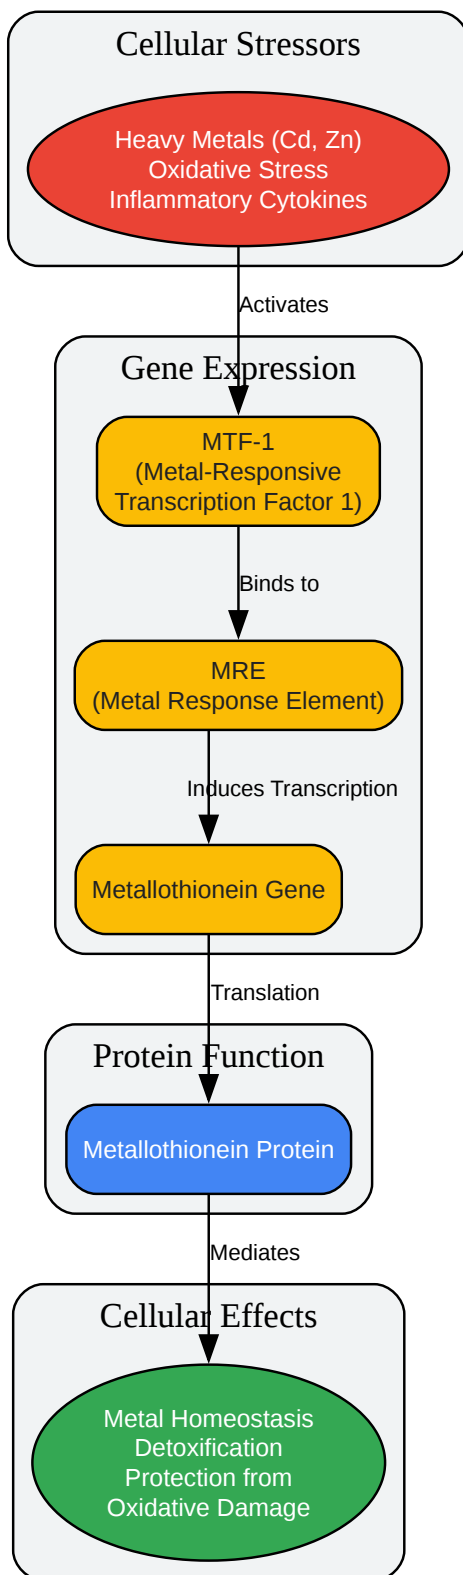 Cellular Stressors
Heavy Metals (Cd, Zn)
Oxidative Stress
Inflammatory Cytokines
Activates
Gene Expression
MTF-1
(Metal-Responsive
Transcription Factor 1)
Binds to
MRE
(Metal Response Element)
Induces Transcription
Metallothionein Gene
Translation
Protein Function
Metallothionein Protein
Mediates
Cellular Effects
Metal Homeostasis
Detoxification
Protection from
Oxidative Damage